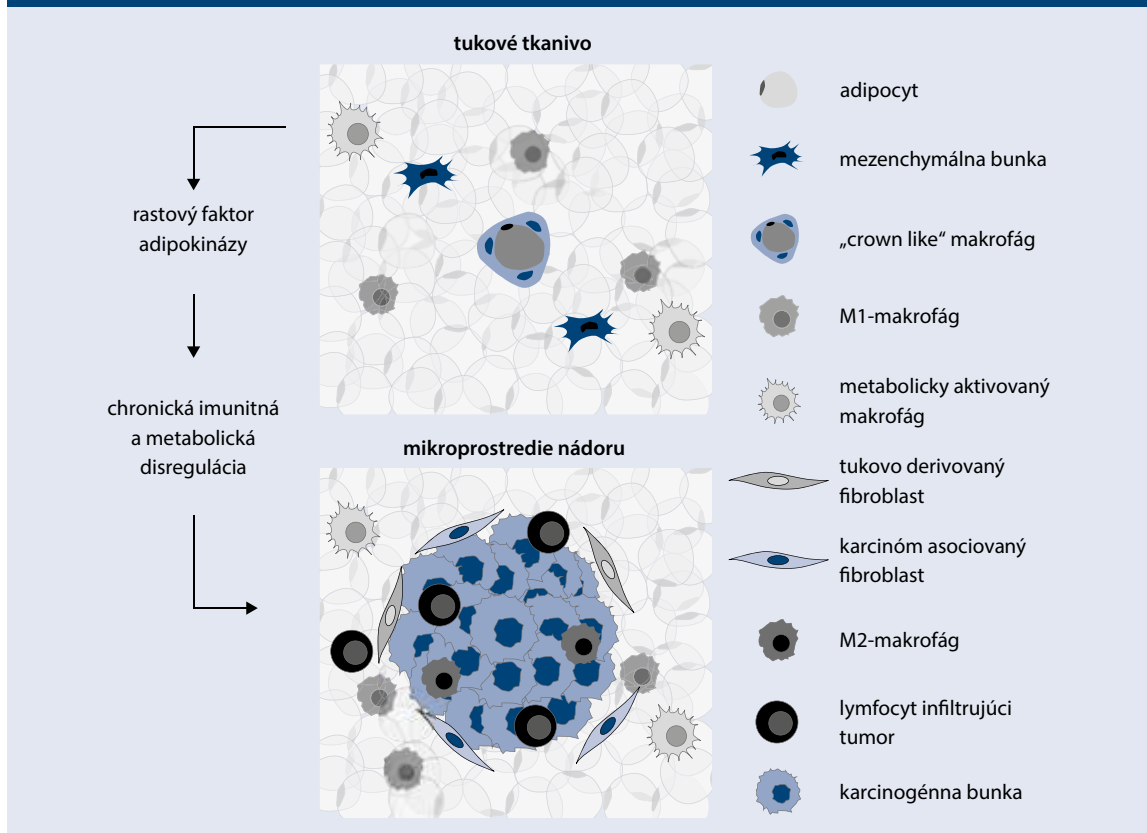 tukové tkanivo
rastový faktor
adipokinázy
chronická imunitná
a metabolická
disregulácia
mikroprostredie nádoru
adipocyt
mezenchymálna bunka
„crown like“ makrofág
M1-makrofág
metabolicky aktivovaný
makrofág
tukovo derivovaný
fibroblast
karcinóm asociovaný
fibroblast
M2-makrofág
lymfocyt infiltrujúci
tumor
karcinogénna bunka